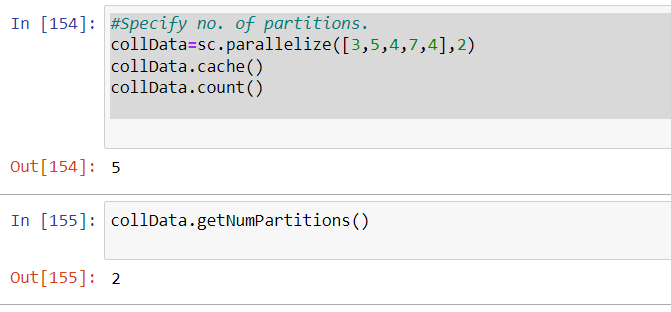 In [154]: #Specify no. of partitions.
collData=sc.parallelize([3,5,4,7,4],2)
collData.cache()
collData.count()
Out[154]: 5
In [155]: collData.getNumPartitions()
Out[155]: 2